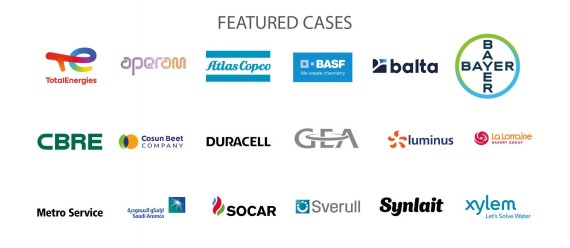 FEATURED CASES
TotalEnergies
aperam
Atlas Copco
BASF
We create chemistry
balta
BAYER
BAYER
CBRE
Cosun Beet
COMPANY
DURACELL
GEA
luminus
La Lorraine
BAKERY GROUP
Metro Service
أرامكو السعودية
Saudi Aramco
SOCAR
Sverull
Synlait
xylem
Let's Solve Water